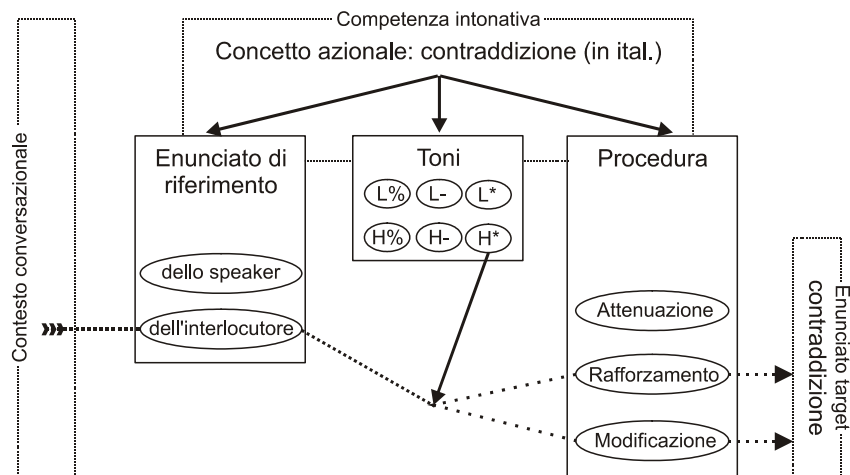 Competenza intonativa
Concetto azionale: contraddizione (in ital.)
Contesto conversazionale
Enunciato di
riferimento
dello speaker
dell'interlocutore
Toni
L% L- L*
H% H- H*
Procedura
Attenuazione
Rafforzamento
Modificazione
Enunciato target
contraddizione